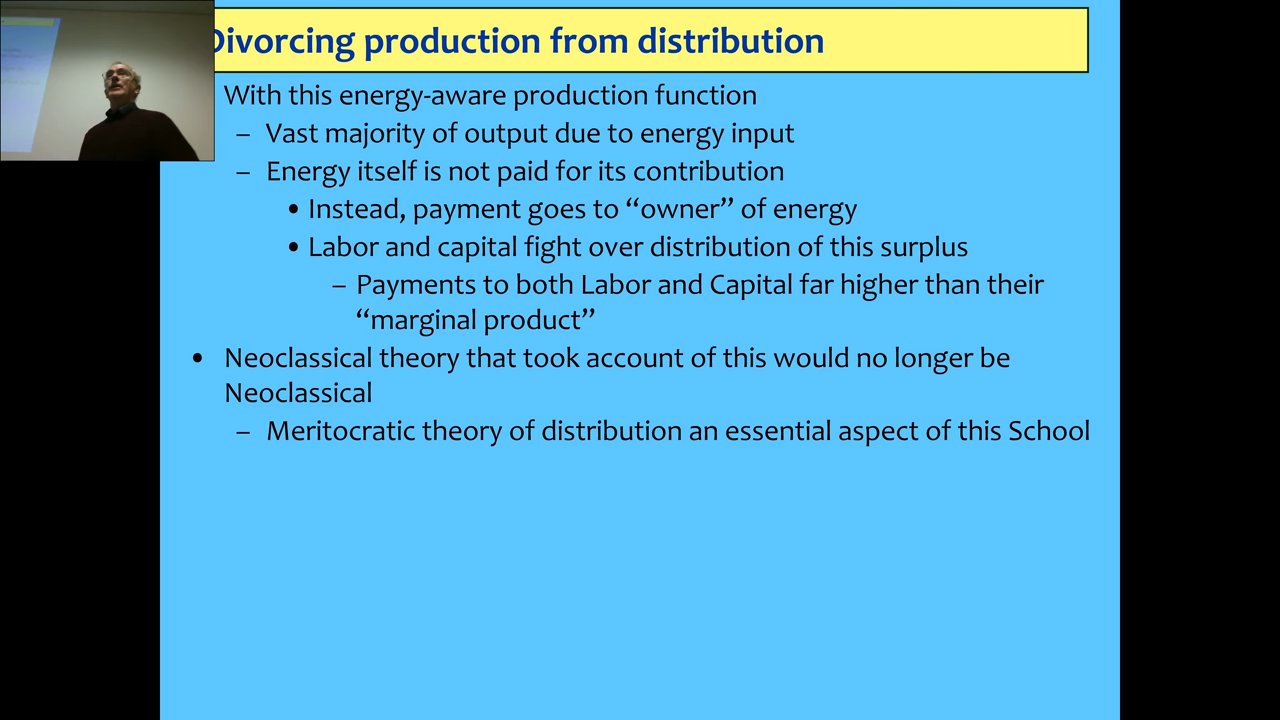 Divorcing production from distribution
With this energy-aware production function
– Vast majority of output due to energy input
– Energy itself is not paid for its contribution
• Instead, payment goes to “owner” of energy
• Labor and capital fight over distribution of this surplus
– Payments to both Labor and Capital far higher than their
“marginal product”
• Neoclassical theory that took account of this would no longer be
Neoclassical
– Meritocratic theory of distribution an essential aspect of this School